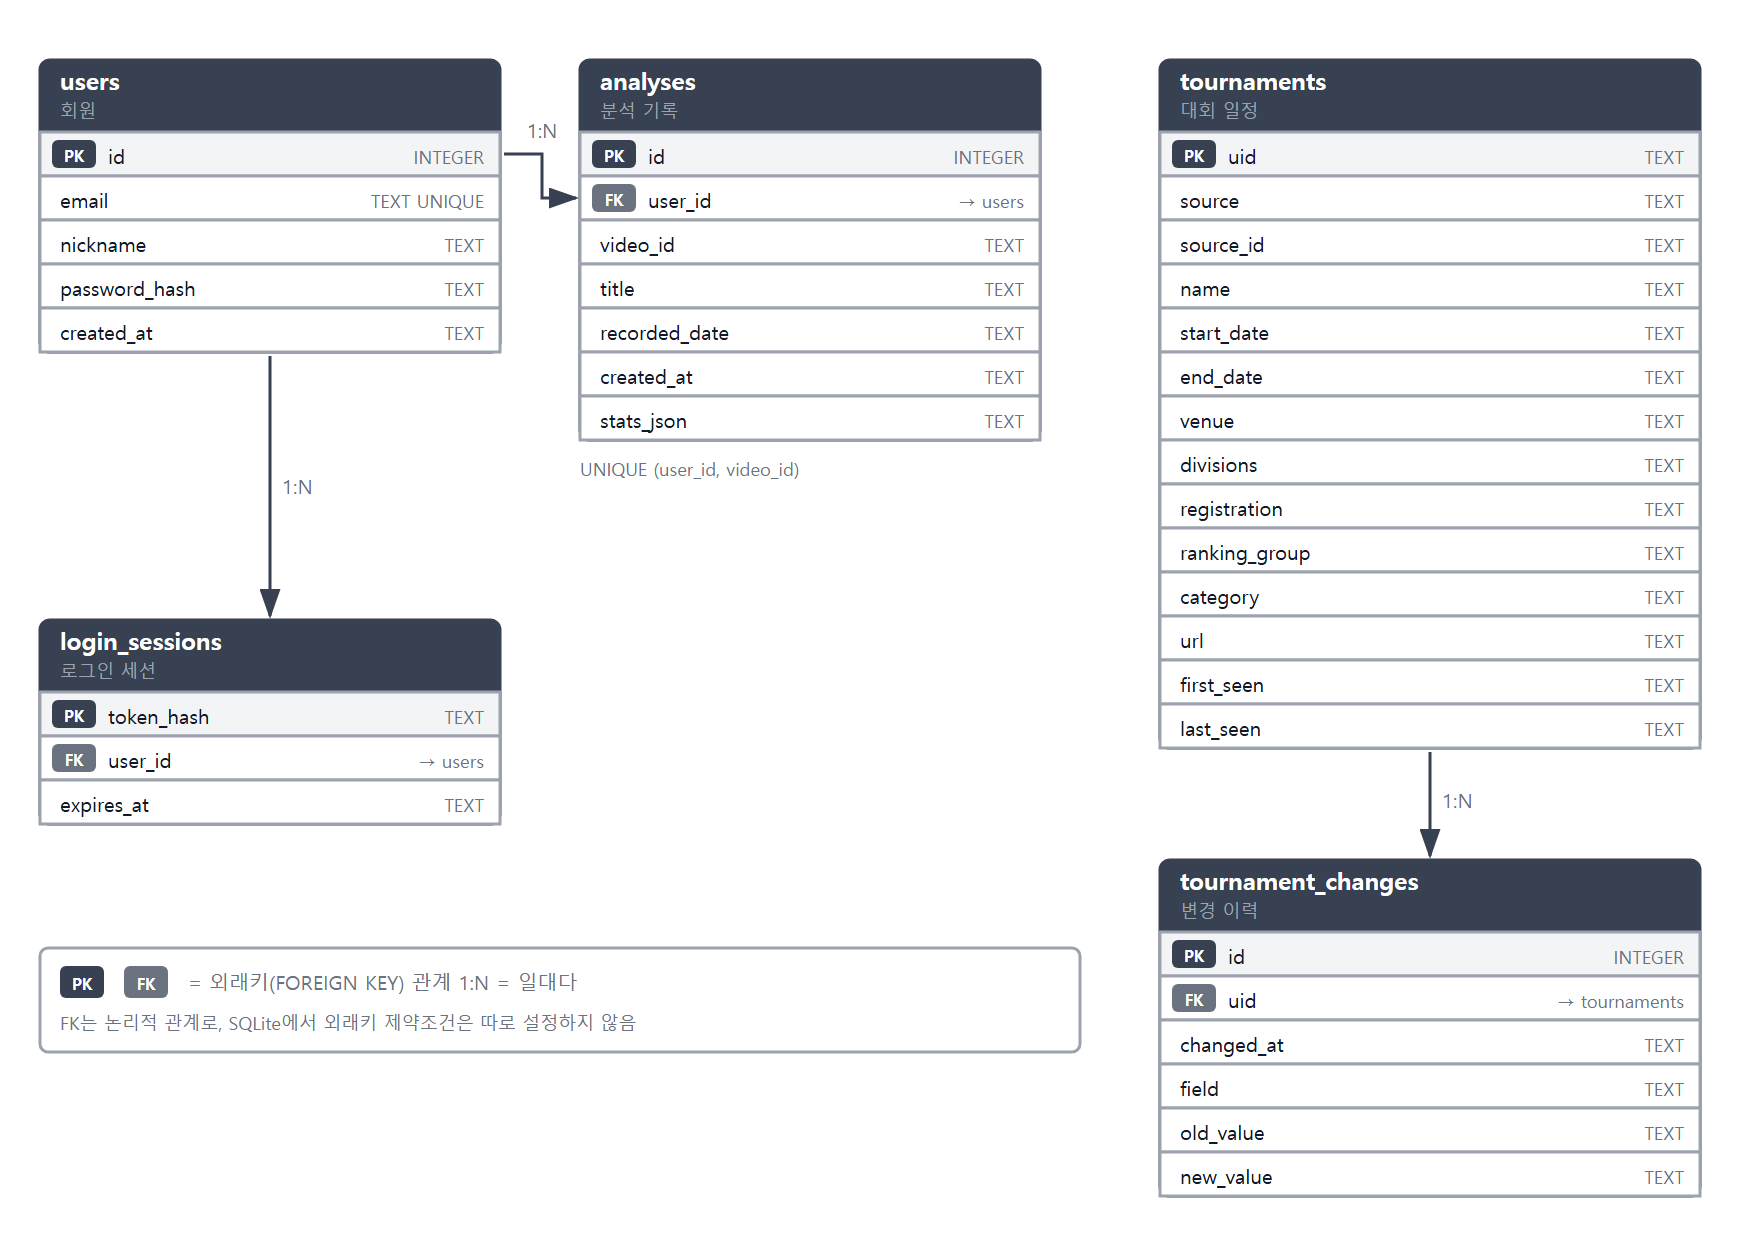 users
회원
PK id INTEGER
email TEXT UNIQUE
nickname TEXT
password_hash TEXT
created_at TEXT
1:N
analyses
분석 기록
PK id INTEGER
FK user_id → users
video_id TEXT
title TEXT
recorded_date TEXT
created_at TEXT
stats_json TEXT
UNIQUE (user_id, video_id)
1:N
login_sessions
로그인 세션
PK token_hash TEXT
FK user_id → users
expires_at TEXT
tournaments
대회 일정
PK uid TEXT
source TEXT
source_id TEXT
name TEXT
start_date TEXT
end_date TEXT
venue TEXT
divisions TEXT
registration TEXT
ranking_group TEXT
category TEXT
url TEXT
first_seen TEXT
last_seen TEXT
1:N
tournament_changes
변경 이력
PK id INTEGER
FK uid → tournaments
changed_at TEXT
field TEXT
old_value TEXT
new_value TEXT
PK FK = 외래키(FOREIGN KEY) 관계 1:N = 일대다
FK는 논리적 관계로, SQLite에서 외래키 제약조건은 따로 설정하지 않음